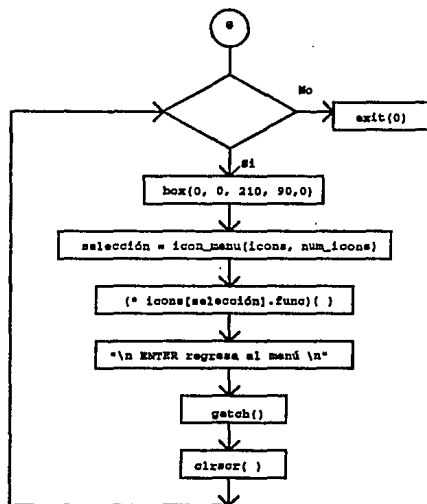 No
exit(0)
si
box(0, 0, 210, 90,0)
selección = icon_menu(icons, num_icons)
(* icons[selección].func)( )
"\n ENTER regresa al menú \n"
getch()
clrscr( )